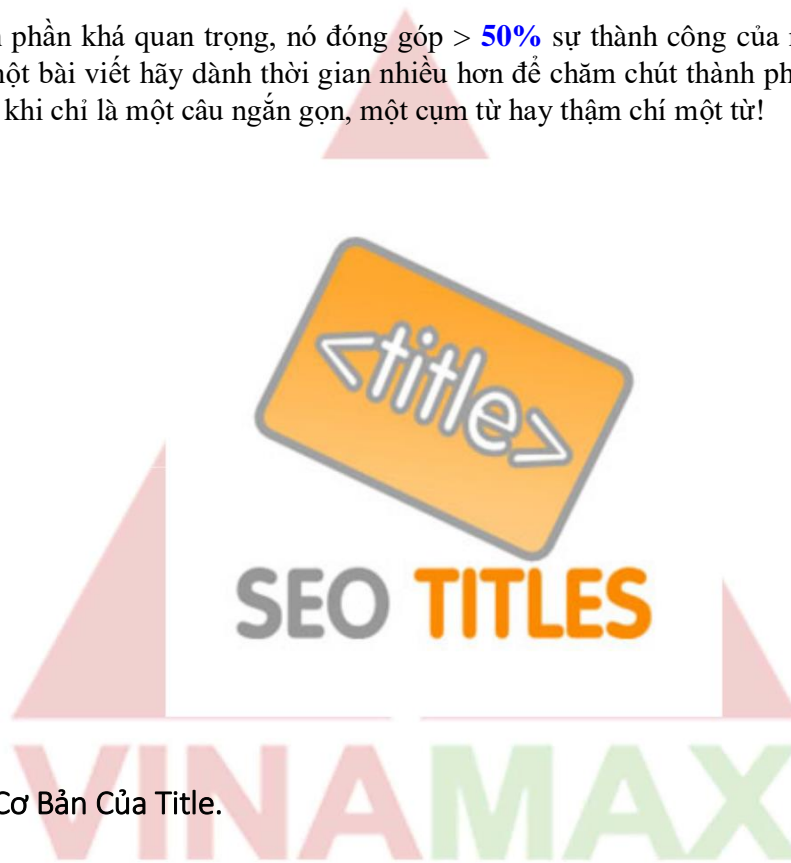 phần khá quan trọng, nó đóng góp > 50% sự thành công của
một bài viết hãy dành thời gian nhiều hơn để chăm chút thành ph
khi chỉ là một câu ngắn gọn, một cụm từ hay thậm chí một từ!
<title>
SEO TITLES
Cơ Bản Của Title.
VINAMAX